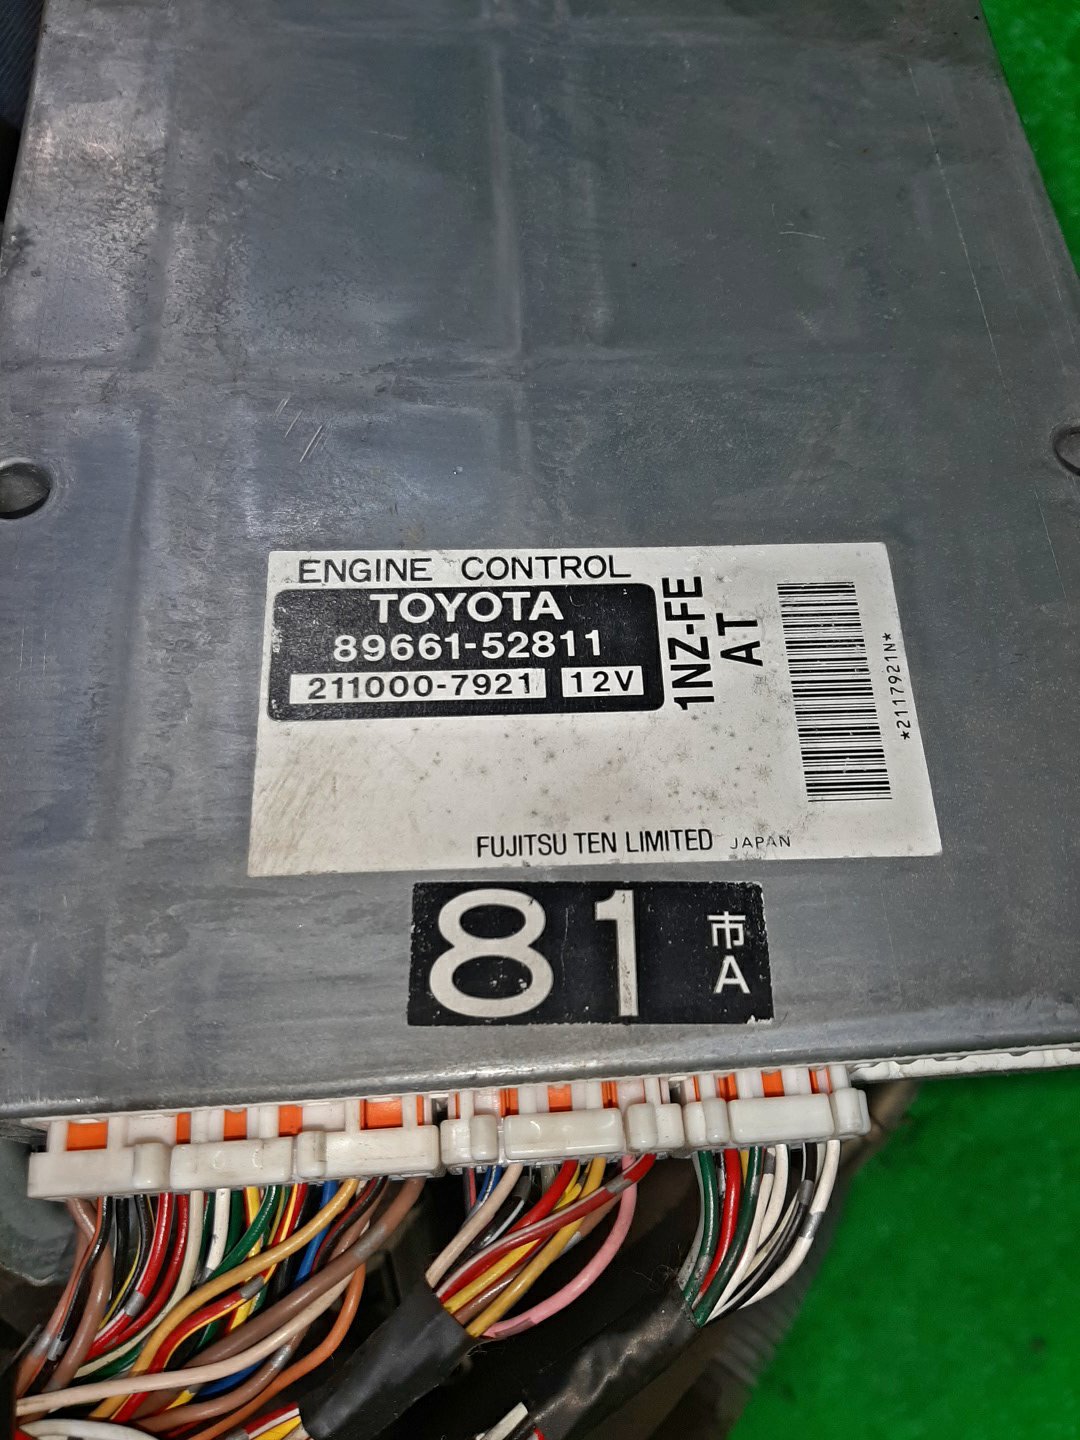 ENGINE CONTROL
TOYOTA
89661-52811
211000-7921 12V
1NZ-FE
AT
*2117921N*
FUJITSU TEN LIMITED JAPAN
81 市
A